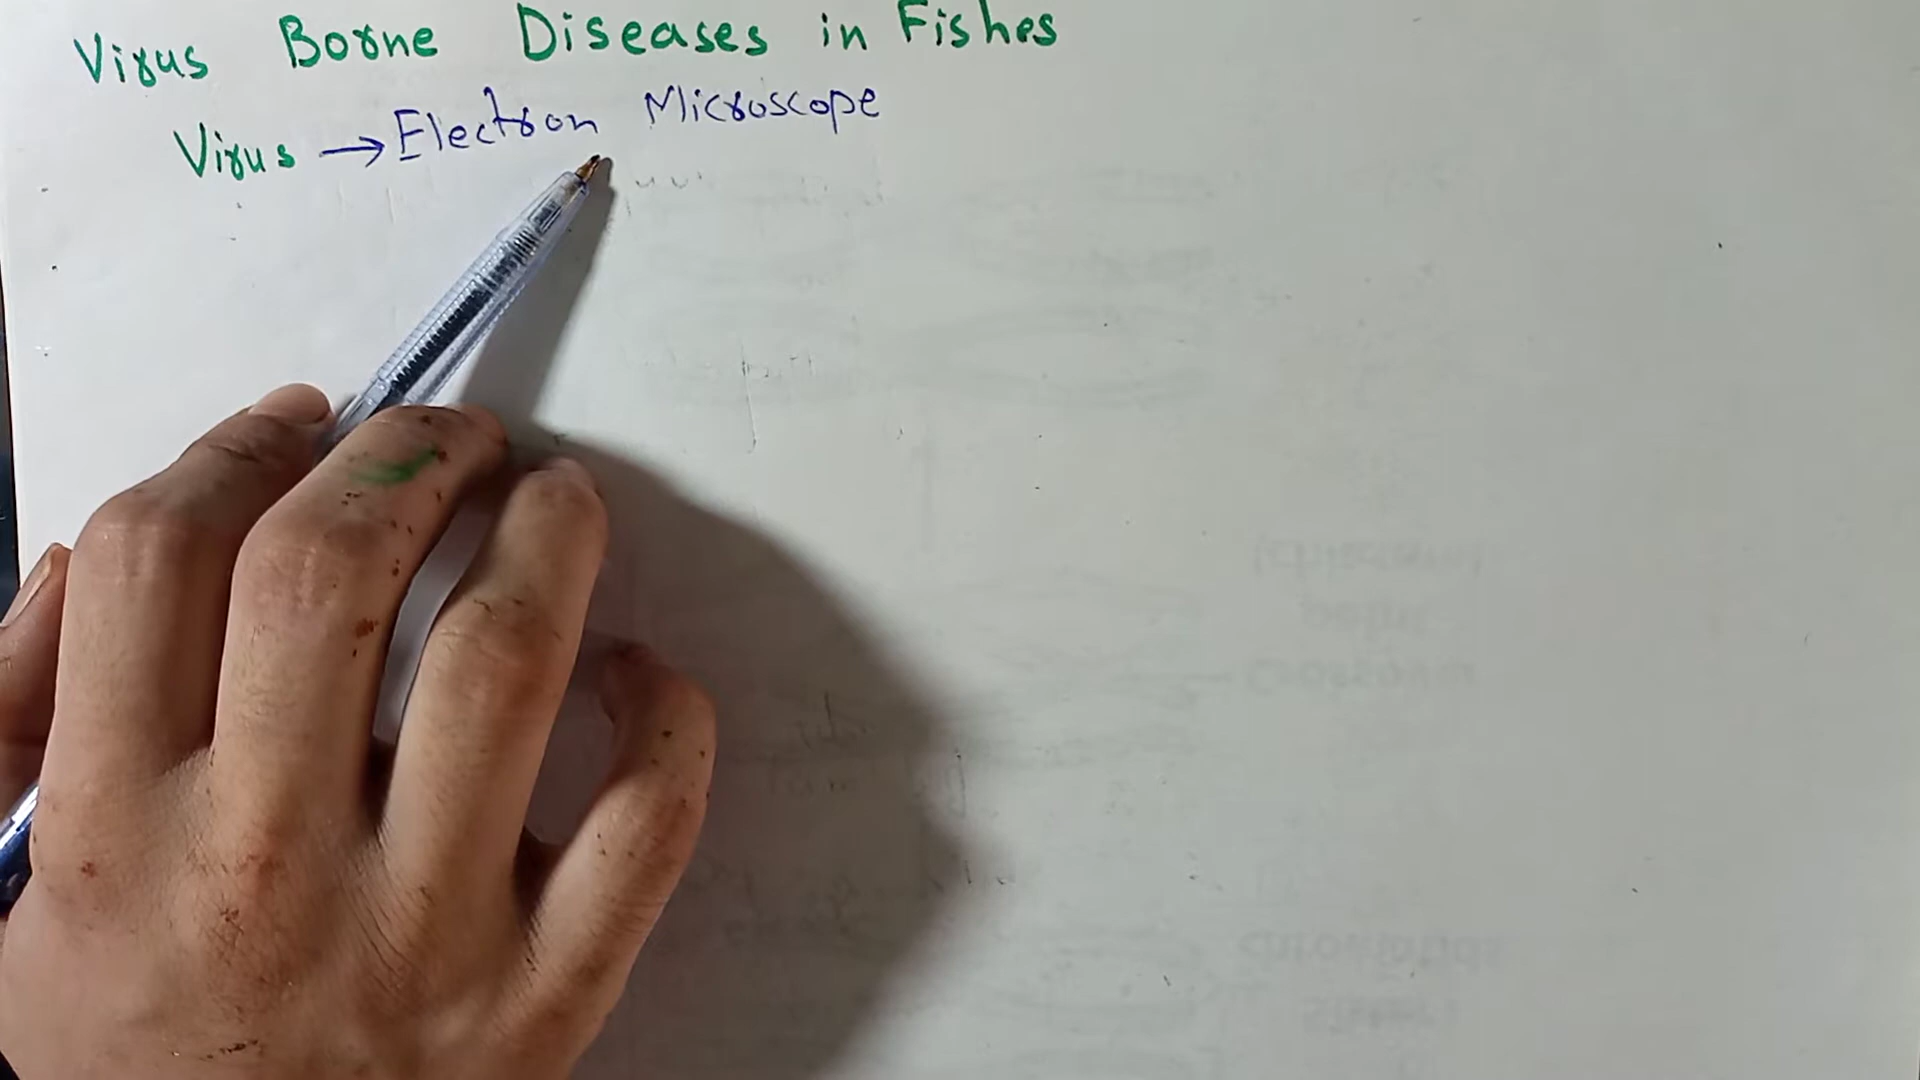 Virus Borne Diseases in Fishes
Virus → Electron Microscope